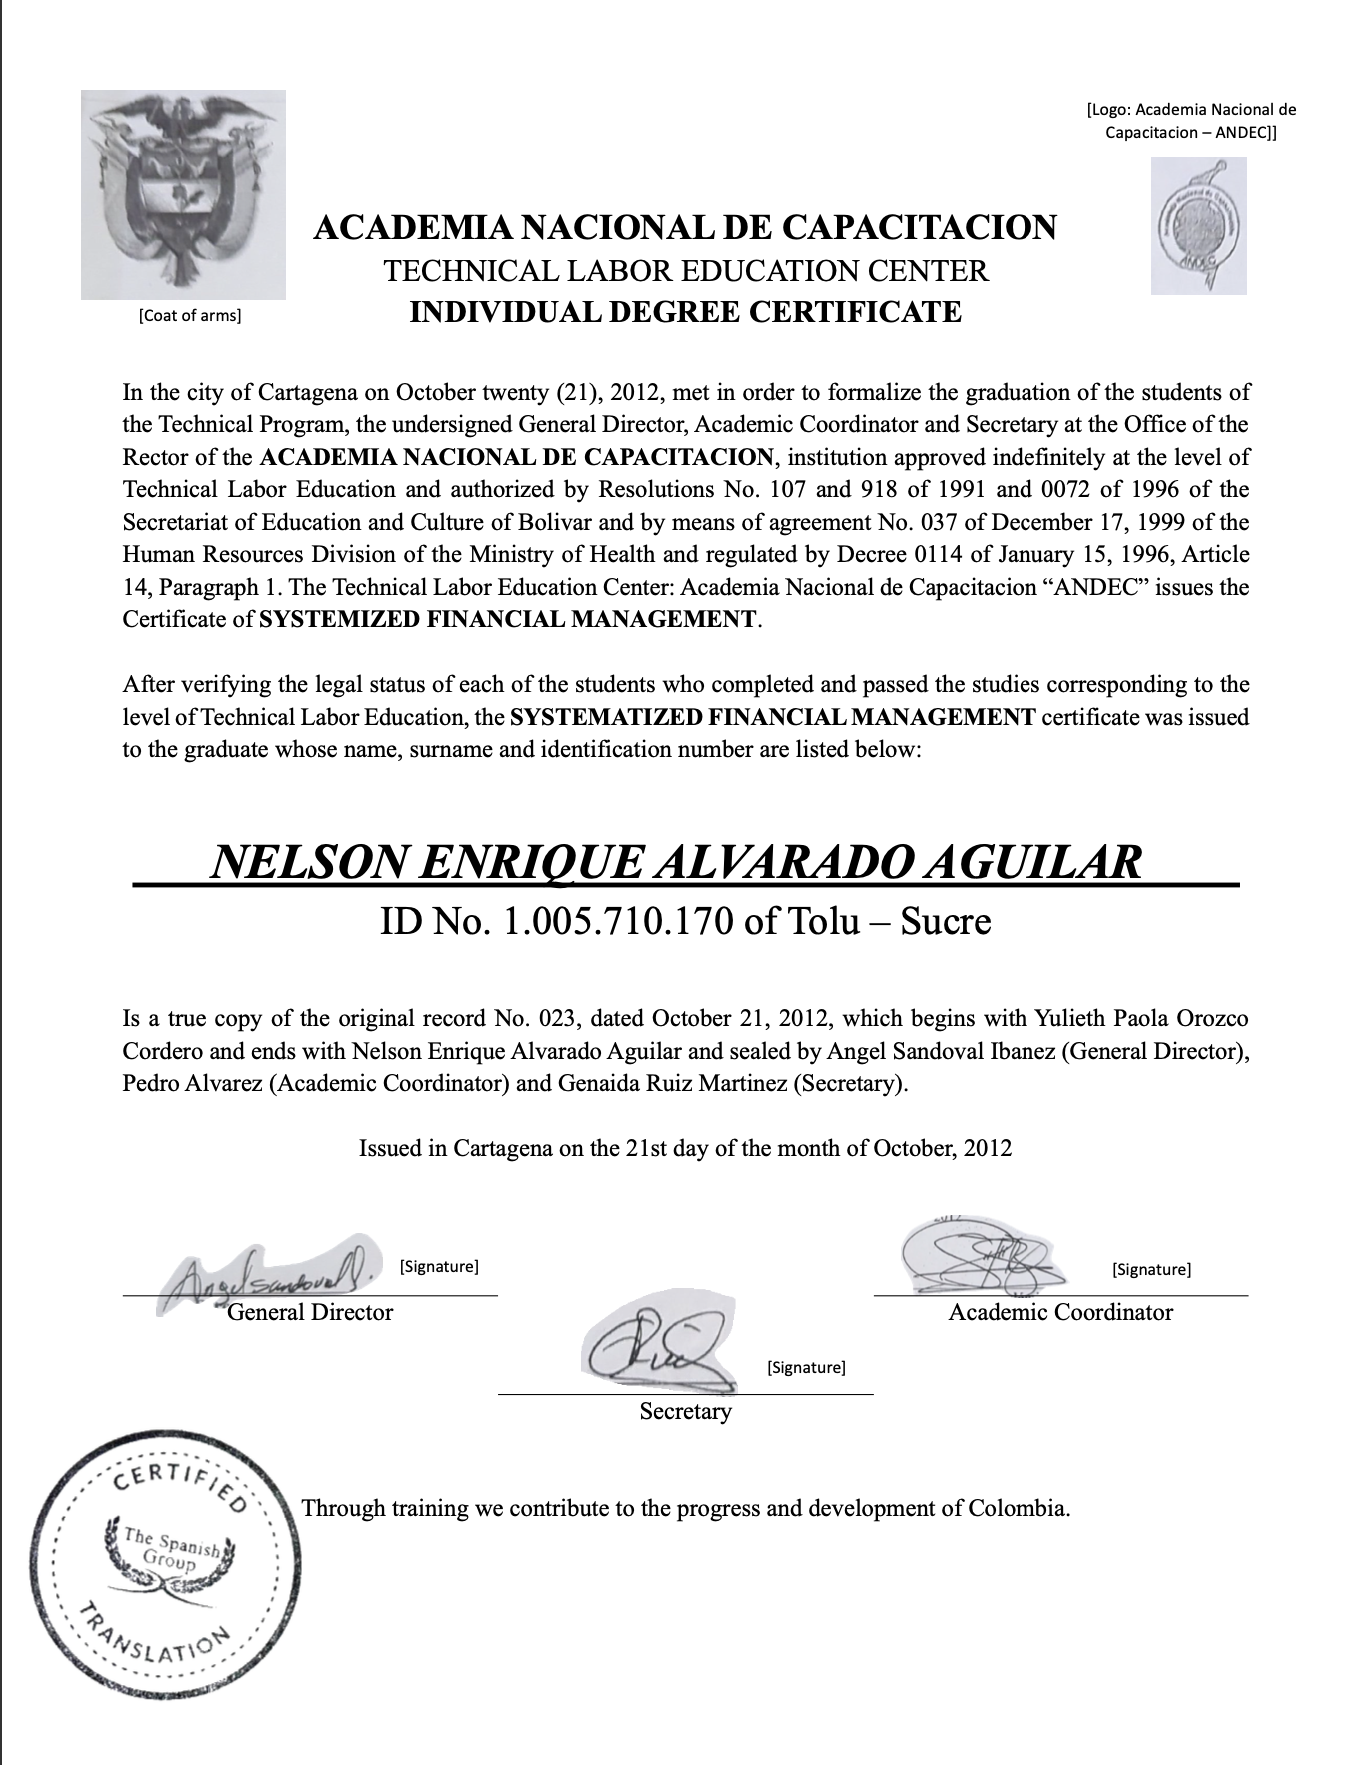 [Logo: Academia Nacional de
Capacitacion – ANDEC]]
ANDEC
ACADEMIA NACIONAL DE CAPACITACION
TECHNICAL LABOR EDUCATION CENTER
INDIVIDUAL DEGREE CERTIFICATE
[Coat of arms]
In the city of Cartagena on October twenty (21), 2012, met in order to formalize the graduation of the students of
the Technical Program, the undersigned General Director, Academic Coordinator and Secretary at the Office of the
Rector of the ACADEMIA NACIONAL DE CAPACITACION, institution approved indefinitely at the level of
Technical Labor Education and authorized by Resolutions No. 107 and 918 of 1991 and 0072 of 1996 of the
Secretariat of Education and Culture of Bolivar and by means of agreement No. 037 of December 17, 1999 of the
Human Resources Division of the Ministry of Health and regulated by Decree 0114 of January 15, 1996, Article
14, Paragraph 1. The Technical Labor Education Center: Academia Nacional de Capacitacion “ANDEC” issues the
Certificate of SYSTEMIZED FINANCIAL MANAGEMENT.
After verifying the legal status of each of the students who completed and passed the studies corresponding to the
level of Technical Labor Education, the SYSTEMATIZED FINANCIAL MANAGEMENT certificate was issued
to the graduate whose name, surname and identification number are listed below:
NELSON ENRIQUE ALVARADO AGUILAR
ID No. 1.005.710.170 of Tolu – Sucre
Is a true copy of the original record No. 023, dated October 21, 2012, which begins with Yulieth Paola Orozco
Cordero and ends with Nelson Enrique Alvarado Aguilar and sealed by Angel Sandoval Ibanez (General Director),
Pedro Alvarez (Academic Coordinator) and Genaida Ruiz Martinez (Secretary).
Issued in Cartagena on the 21st day of the month of October, 2012
Angel Sandoval
[Signature]
General Director
[Signature]
Academic Coordinator
[Signature]
Secretary
Through training we contribute to the progress and development of Colombia.
CERTIFIED
The Spanish
Group
TRANSLATION